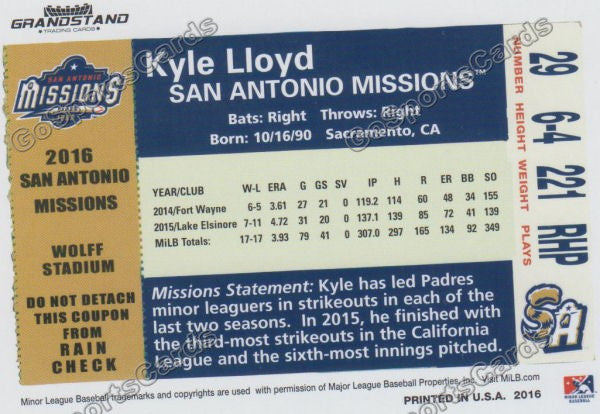 GRANDSTAND
TRADING CARDS
SAN ANTONIO
MISSIONS
2016
SAN ANTONIO
MISSIONS
WOLFF
STADIUM
DO NOT DETACH
THIS COUPON
FROM
RAIN
CHECK
Kyle Lloyd
SAN ANTONIO MISSIONS™
Bats: Right Throws: Right
Born: 10/16/90 Sacramento, CA
YEAR/CLUB W-L ERA G GS SV IP H R ER BB SO
2014/Fort Wayne 6-5 3.61 27 21 0 119.2 114 60 48 34 155
2015/Lake Elsinore 7-11 4.72 31 20 0 137.1 139 85 72 41 139
MiLB Totals: 17-17 3.93 79 41 0 307.0 297 165 134 92 349
Missions Statement: Kyle has led Padres
minor leaguers in strikeouts in each of the
last two seasons. In 2015, he finished with
the third-most strikeouts in the California
League and the sixth-most innings pitched.
NUMBER HEIGHT WEIGHT PLAYS
29 6-4 221 RHP
SA
Minor League Baseball trademarks and copyrights are used with permission of Major League Baseball Properties, Inc. Visit MiLB.com
PRINTED IN U.S.A. 2016
MINOR LEAGUE
BASEBALL
GoSportsCards